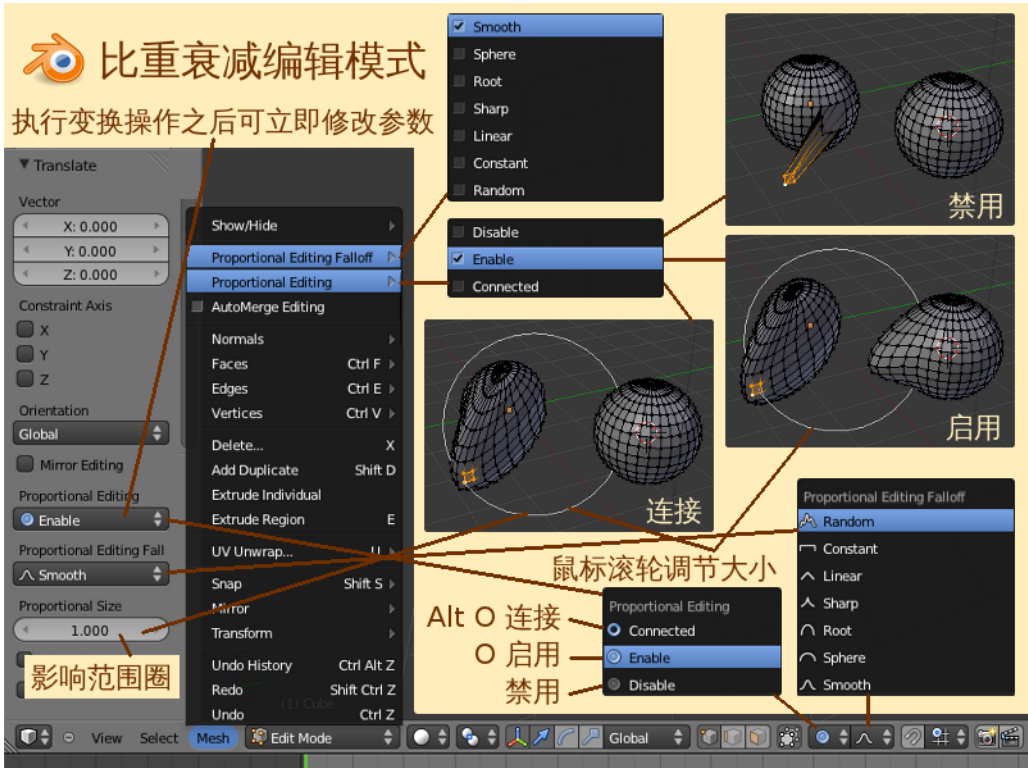 比重衰减编辑模式
执行变换操作之后可立即修改参数
Translate
Vector
X: 0.000
Y: 0.000
Z: 0.000
Constraint Axis
X
Y
Z
Orientation
Global
Mirror Editing
Proportional Editing
Enable
Proportional Editing Fall
Smooth
Proportional Size
1.000
影响范围圈
Show/Hide
Proportional Editing Falloff
Proportional Editing
AutoMerge Editing
Normals
Faces Ctrl F
Edges Ctrl E
Vertices Ctrl V
Delete... X
Add Duplicate Shift D
Extrude Individual
Extrude Region E
UV Unwrap... U
Snap Shift S
Mirror
Transform
Undo History Ctrl Alt Z
Redo Shift Ctrl Z
(1) Cube
Undo Ctrl Z
Smooth
Sphere
Root
Sharp
Linear
Constant
Random
Disable
Enable
Connected
禁用
启用
连接
鼠标滚轮调节大小
Alt O 连接
O 启用
禁用
Proportional Editing
Connected
Enable
Disable
Proportional Editing Falloff
Random
Constant
Linear
Sharp
Root
Sphere
Smooth
View Select Mesh Edit Mode Global